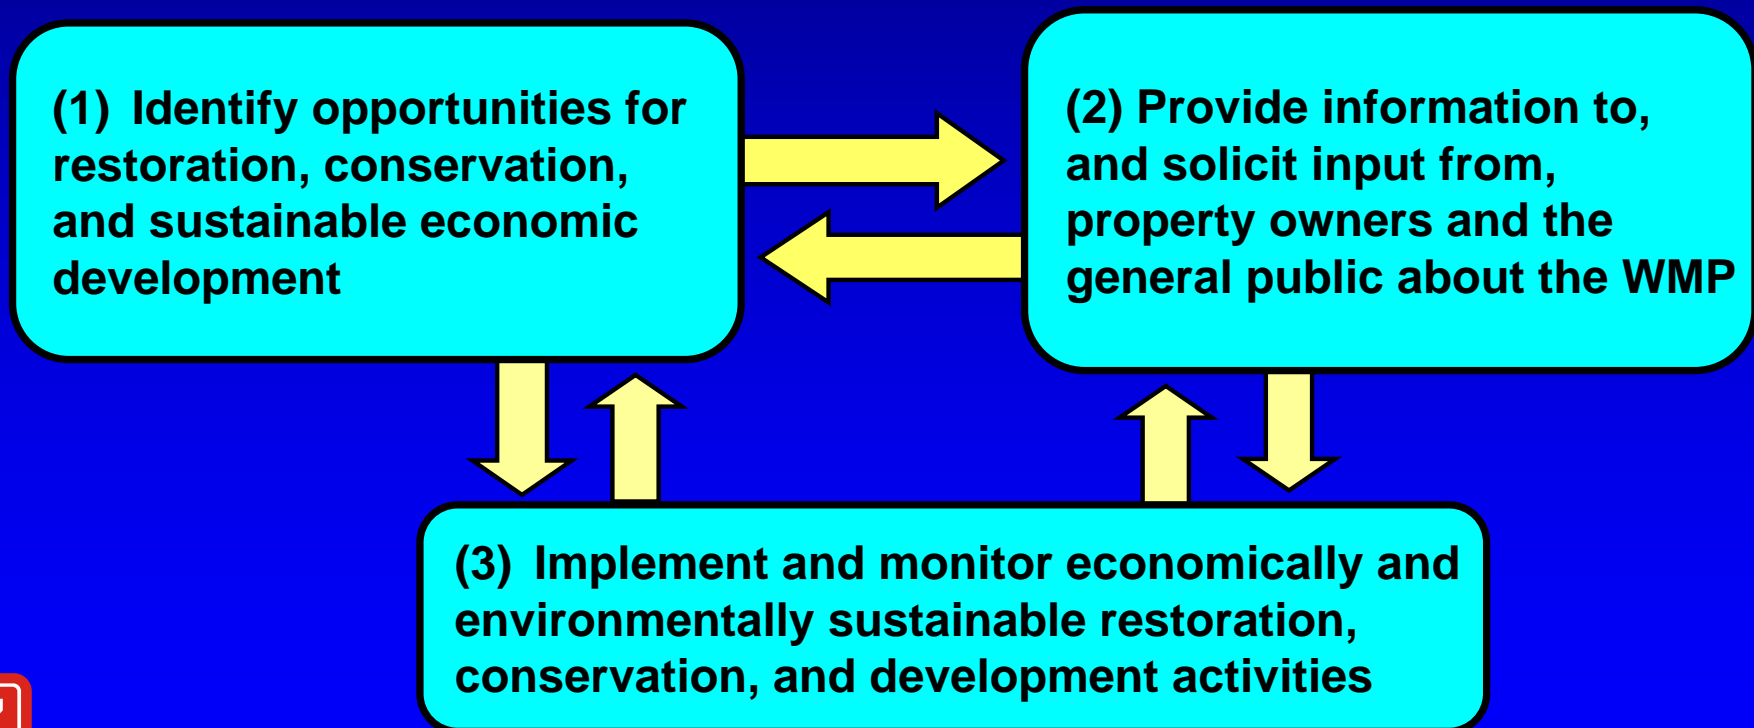 (1) Identify opportunities for
restoration, conservation,
and sustainable economic
development
(2) Provide information to,
and solicit input from,
property owners and the
general public about the WMP
(3) Implement and monitor economically and
environmentally sustainable restoration,
conservation, and development activities